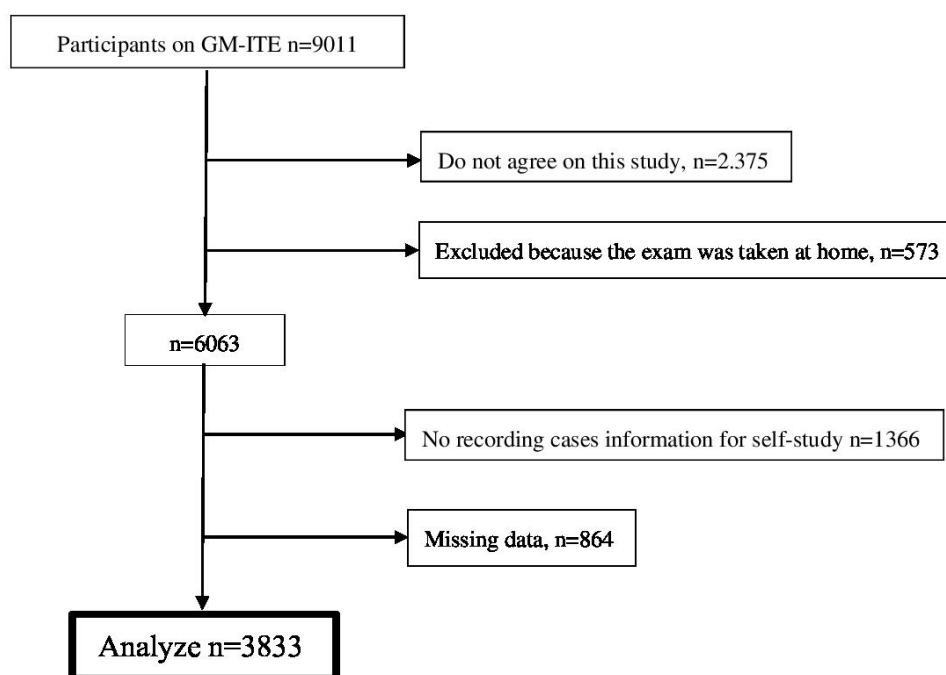 Participants on GM-ITE n=9011
Do not agree on this study, n=2.375
Excluded because the exam was taken at home, n=573
n=6063
No recording cases information for self-study n=1366
Missing data, n=864
Analyze n=3833